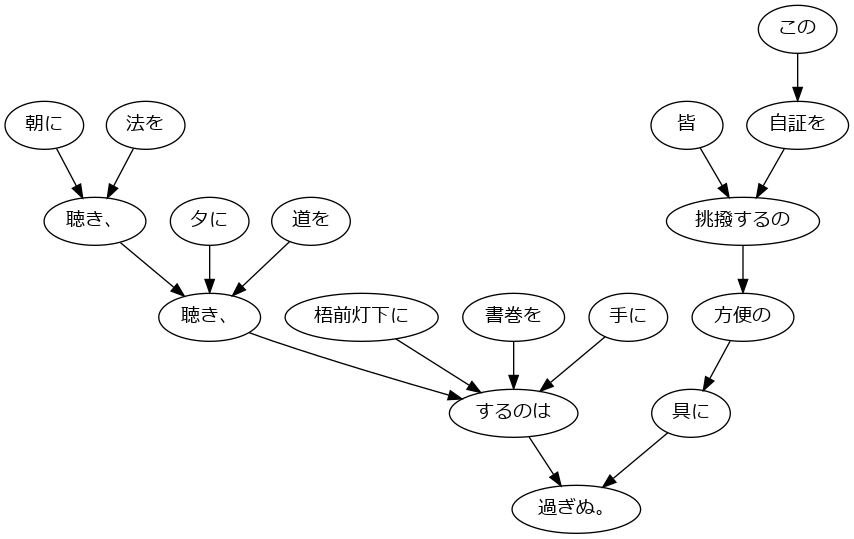 この
朝に
法を
皆
自証を
聴き、
夕に
道を
挑撥するの
聴き、
梧前灯下に
書巻を
手に
方便の
するのは
具に
過ぎぬ。